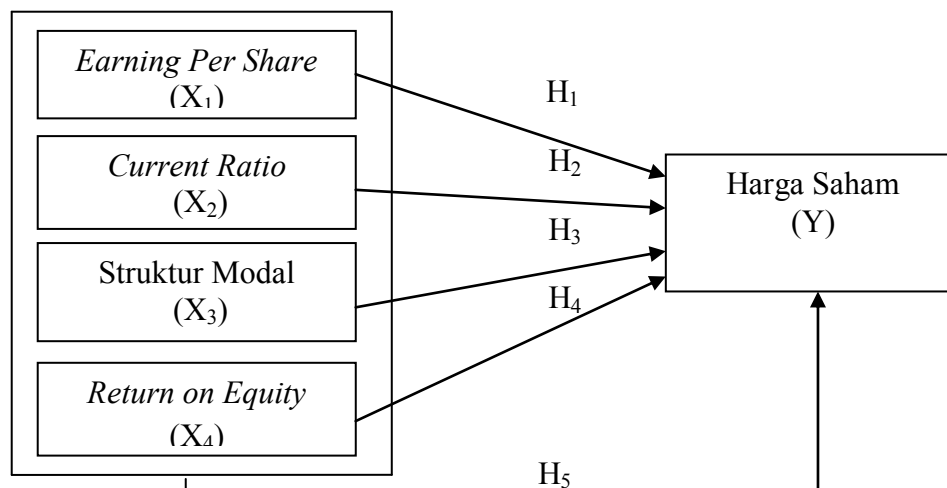 Earning Per Share
(X₁)
H₁
Current Ratio
(X₂)
H₂
Harga Saham
(Y)
Struktur Modal
(X₃)
H₃
H₄
Return on Equity
(X₄)
H₅